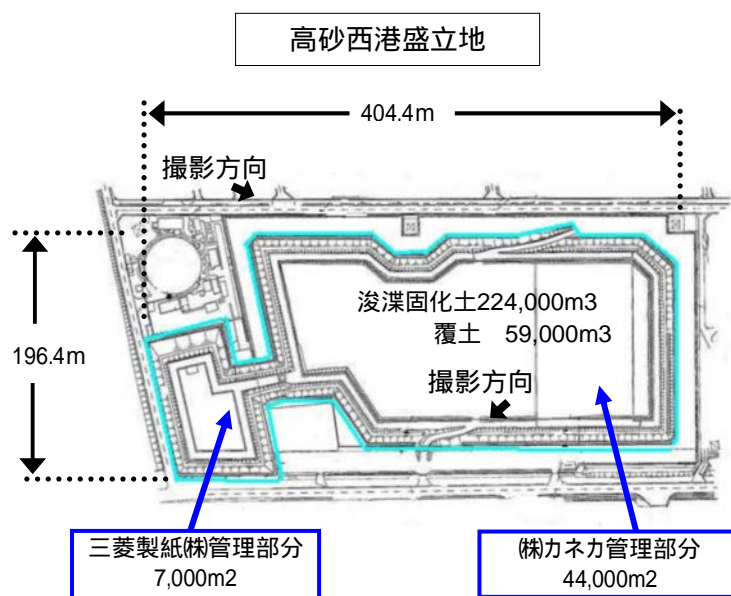 高砂西港盛立地
404.4m
撮影方向
浚渫固化土224,000m3
覆土 59,000m3
196.4m
撮影方向
三菱製紙㈱管理部分
7,000m2
㈱カネカ管理部分
44,000m2